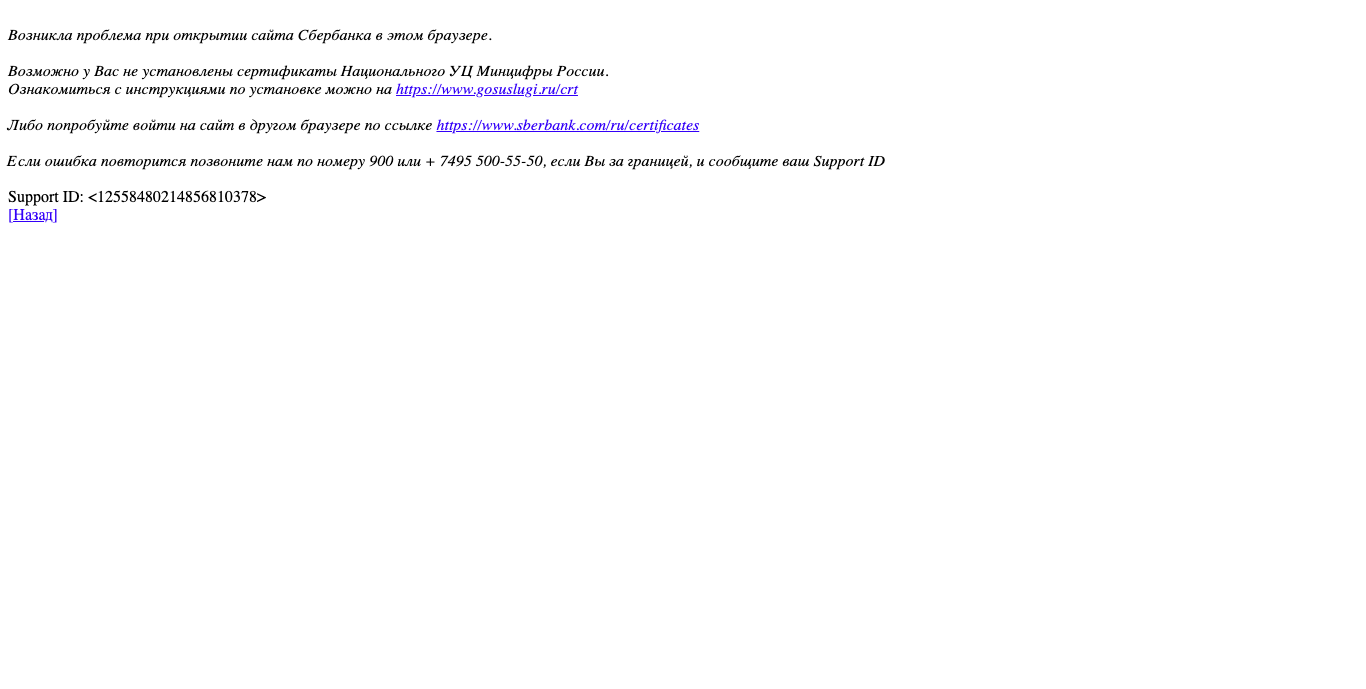 Возникла проблема при открытии сайта Сбербанка в этом браузере.
Возможно у Вас не установлены сертификаты Национального УЦ Минцифры России.
Ознакомиться с инструкциями по установке можно на https://www.gosuslugi.ru/crt
Либо попробуйте войти на сайт в другом браузере по ссылке https://www.sberbank.com/ru/certificates
Если ошибка повторится позвоните нам по номеру 900 или + 7495 500-55-50, если Вы за границей, и сообщите ваш Support ID
Support ID: <12558480214856810378>
[Назад]